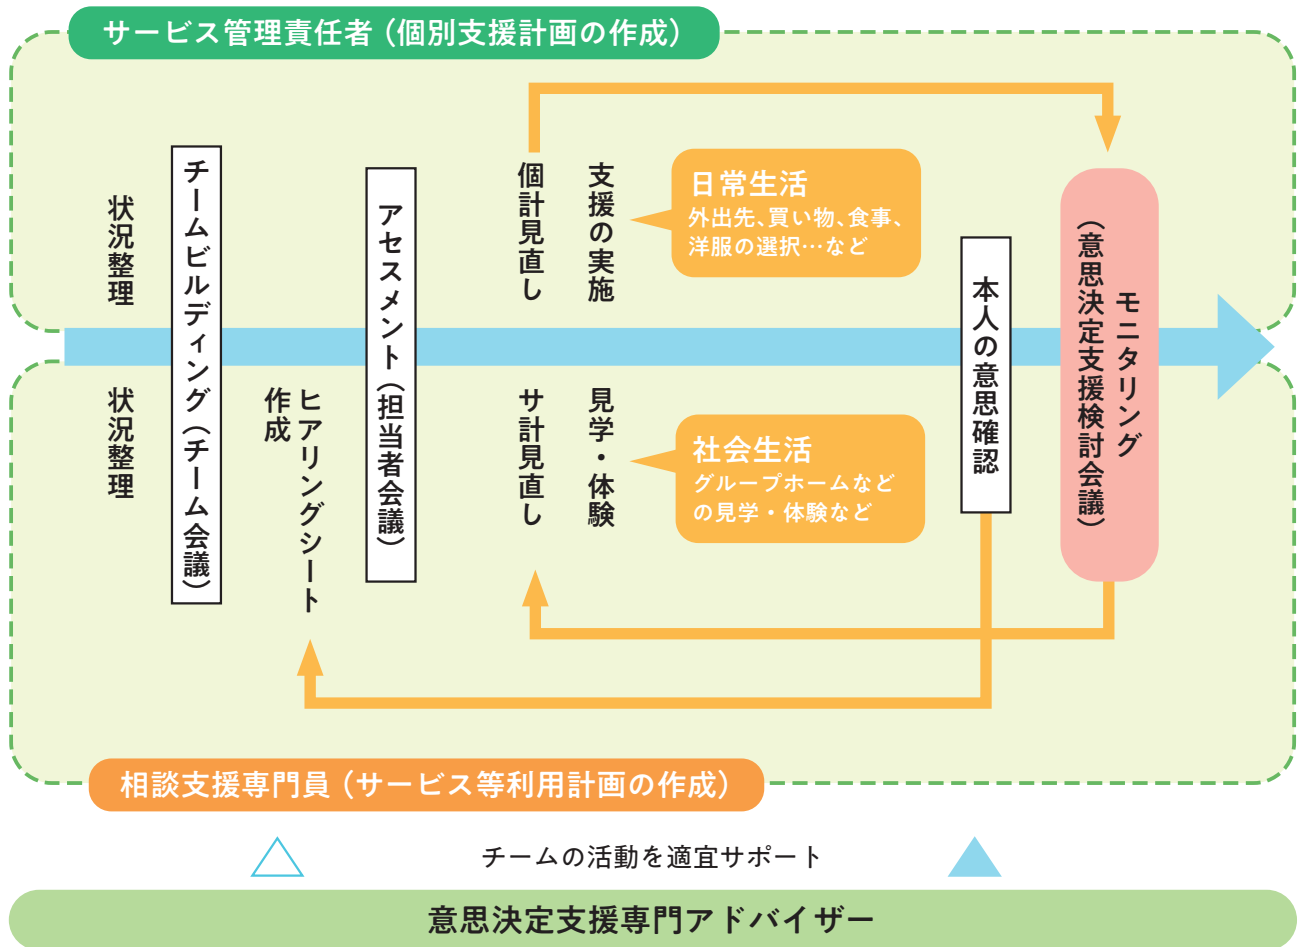 サービス管理責任者（個別支援計画の作成）
状況整理
チームビルディング（チーム会議）
アセスメント（担当者会議）
個計見直し
支援の実施
日常生活
外出先、買い物、食事、
洋服の選択…など
本人の意思確認
モニタリング
（意思決定支援検討会議）
状況整理
ヒアリングシート
作成
サ計見直し
見学・体験
社会生活
グループホームなど
の見学・体験など
相談支援専門員（サービス等利用計画の作成）
チームの活動を適宜サポート
意思決定支援専門アドバイザー